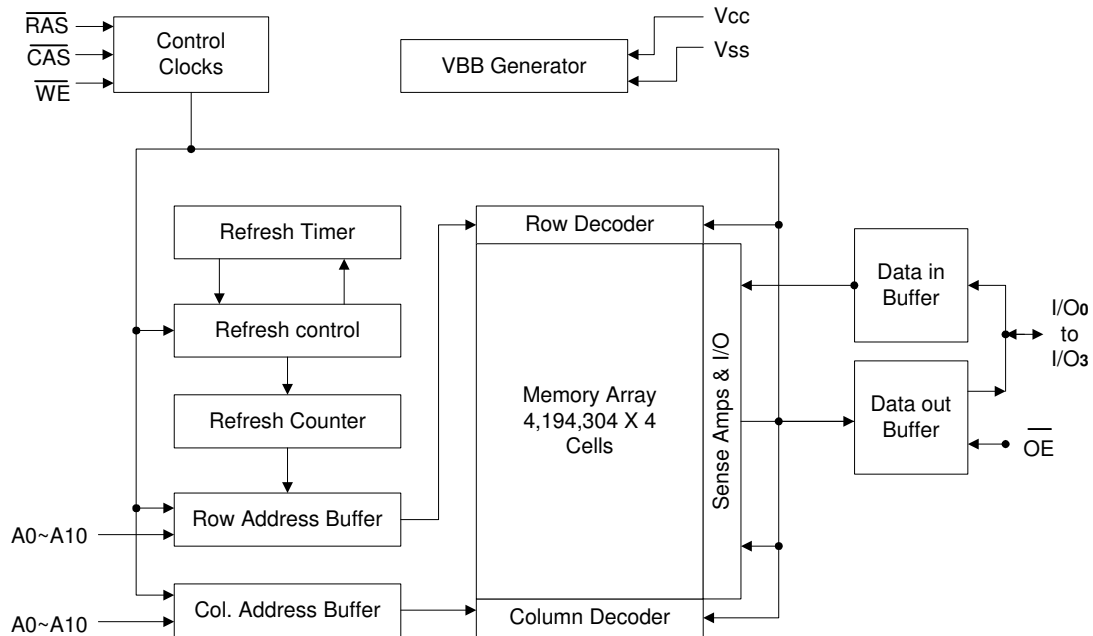 RAS
CAS
WE
Control
Clocks
Vcc
Vss
VBB Generator
Refresh Timer
Refresh control
Refresh Counter
Row Address Buffer
A0~A10
Col. Address Buffer
A0~A10
Row Decoder
Memory Array
4,194,304 X 4
Cells
Sense Amps & I/O
Column Decoder
Data in
Buffer
Data out
Buffer
I/O0
to
I/O3
OE